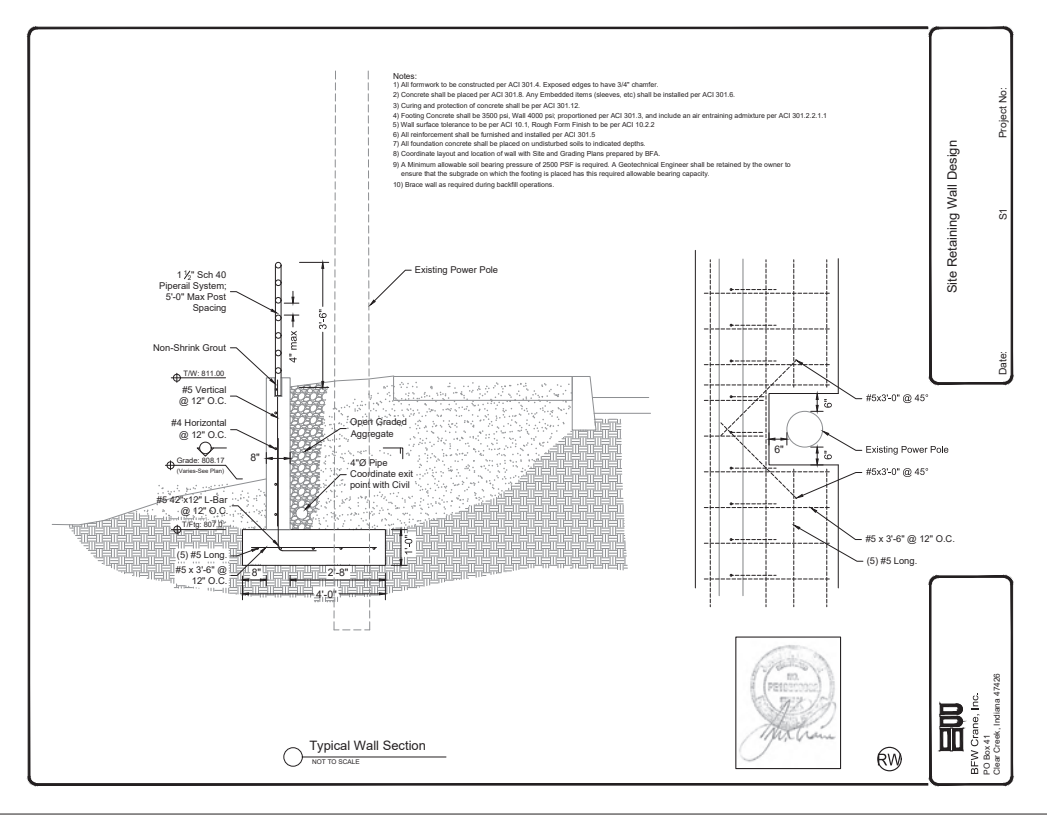 Notes:
1) All formwork to be constructed per ACI 301.4. Exposed edges to have 3/4" chamfer.
2) Concrete shall be placed per ACI 301.8. Any Embedded items (sleeves, etc) shall be installed per ACI 301.6.
3) Curing and protection of concrete shall be per ACI 301.12.
4) Footing Concrete shall be 3500 psi, Wall 4000 psi; proportioned per ACI 301.3, and include an air entraining admixture per ACI 301.2.2.1.1
5) Wall surface tolerance to be per ACI 10.1, Rough Form Finish to be per ACI 10.2.2
6) All reinforcement shall be furnished and installed per ACI 301.5
7) All foundation concrete shall be placed on undisturbed soils to indicated depths.
8) Coordinate layout and location of wall with Site and Grading Plans prepared by BFA.
9) A Minimum allowable soil bearing pressure of 2500 PSF is required. A Geotechnical Engineer shall be retained by the owner to
ensure that the subgrade on which the footing is placed has this required allowable bearing capacity.
10) Brace wall as required during backfill operations.
1 ½" Sch 40
Piperail System;
5'-0" Max Post
Spacing
Non-Shrink Grout
T/W: 811.00
#5 Vertical
@ 12" O.C.
#4 Horizontal
@ 12" O.C.
Grade: 808.17
(Varies-See Plan)
#5 42"x12" L-Bar
@ 12" O.C.
T/Ftg: 807.0
(5) #5 Long.
#5 x 3'-6" @
12" O.C.
4" max
3'-6"
8"
Existing Power Pole
Open Graded
Aggregate
4"Ø Pipe
Coordinate exit
point with Civil
1'-0"
8"
2'-8"
4'-0"
6"
6"
6"
#5x3'-0" @ 45°
Existing Power Pole
#5x3'-0" @ 45°
#5 x 3'-6" @ 12" O.C.
(5) #5 Long.
Typical Wall Section
NOT TO SCALE
RW
Site Retaining Wall Design
Project No:
S1
Date:
BFW Crane, Inc.
PO Box 41
Clear Creek, Indiana 47426